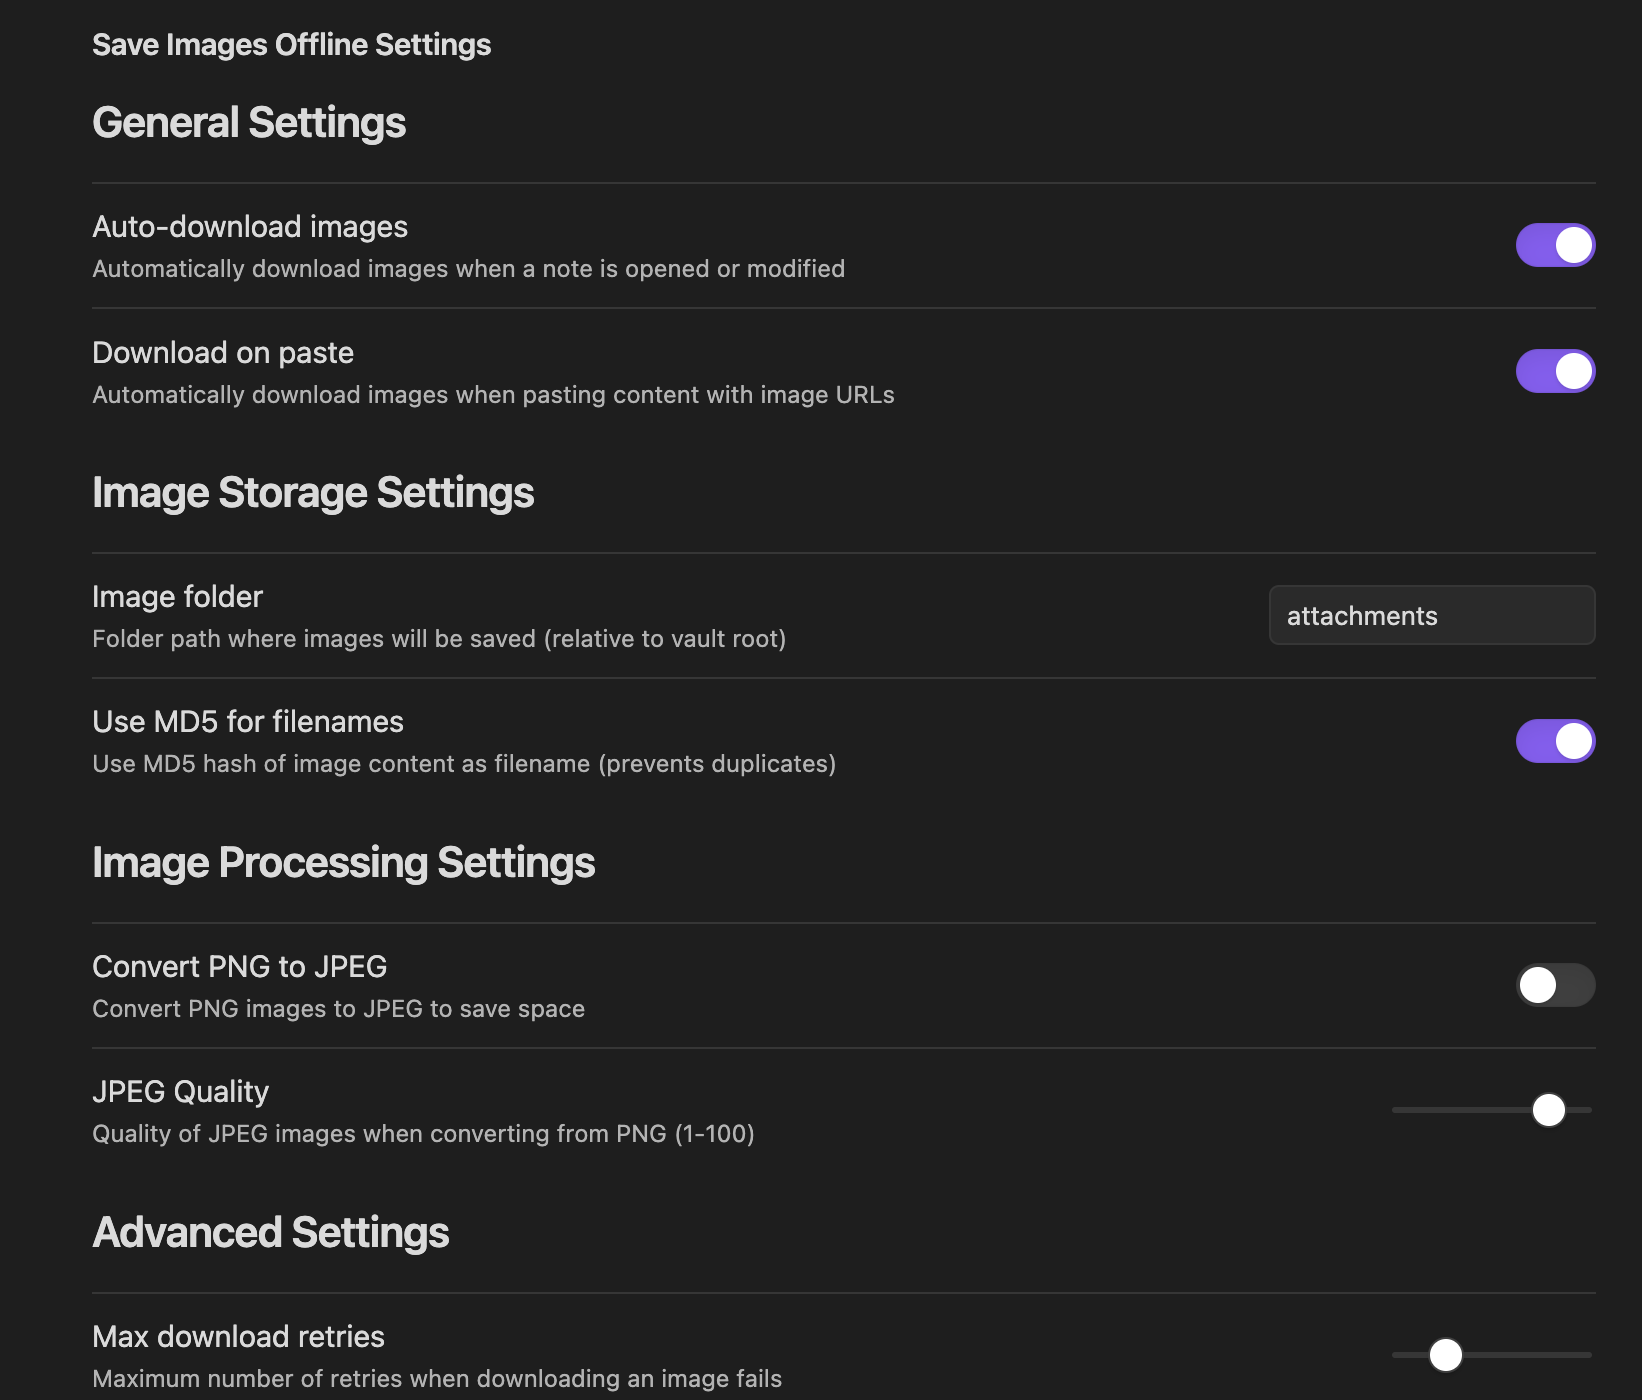 Save Images Offline Settings
General Settings
Auto-download images
Automatically download images when a note is opened or modified
Download on paste
Automatically download images when pasting content with image URLs
Image Storage Settings
Image folder
attachments
Folder path where images will be saved (relative to vault root)
Use MD5 for filenames
Use MD5 hash of image content as filename (prevents duplicates)
Image Processing Settings
Convert PNG to JPEG
Convert PNG images to JPEG to save space
JPEG Quality
Quality of JPEG images when converting from PNG (1-100)
Advanced Settings
Max download retries
Maximum number of retries when downloading an image fails